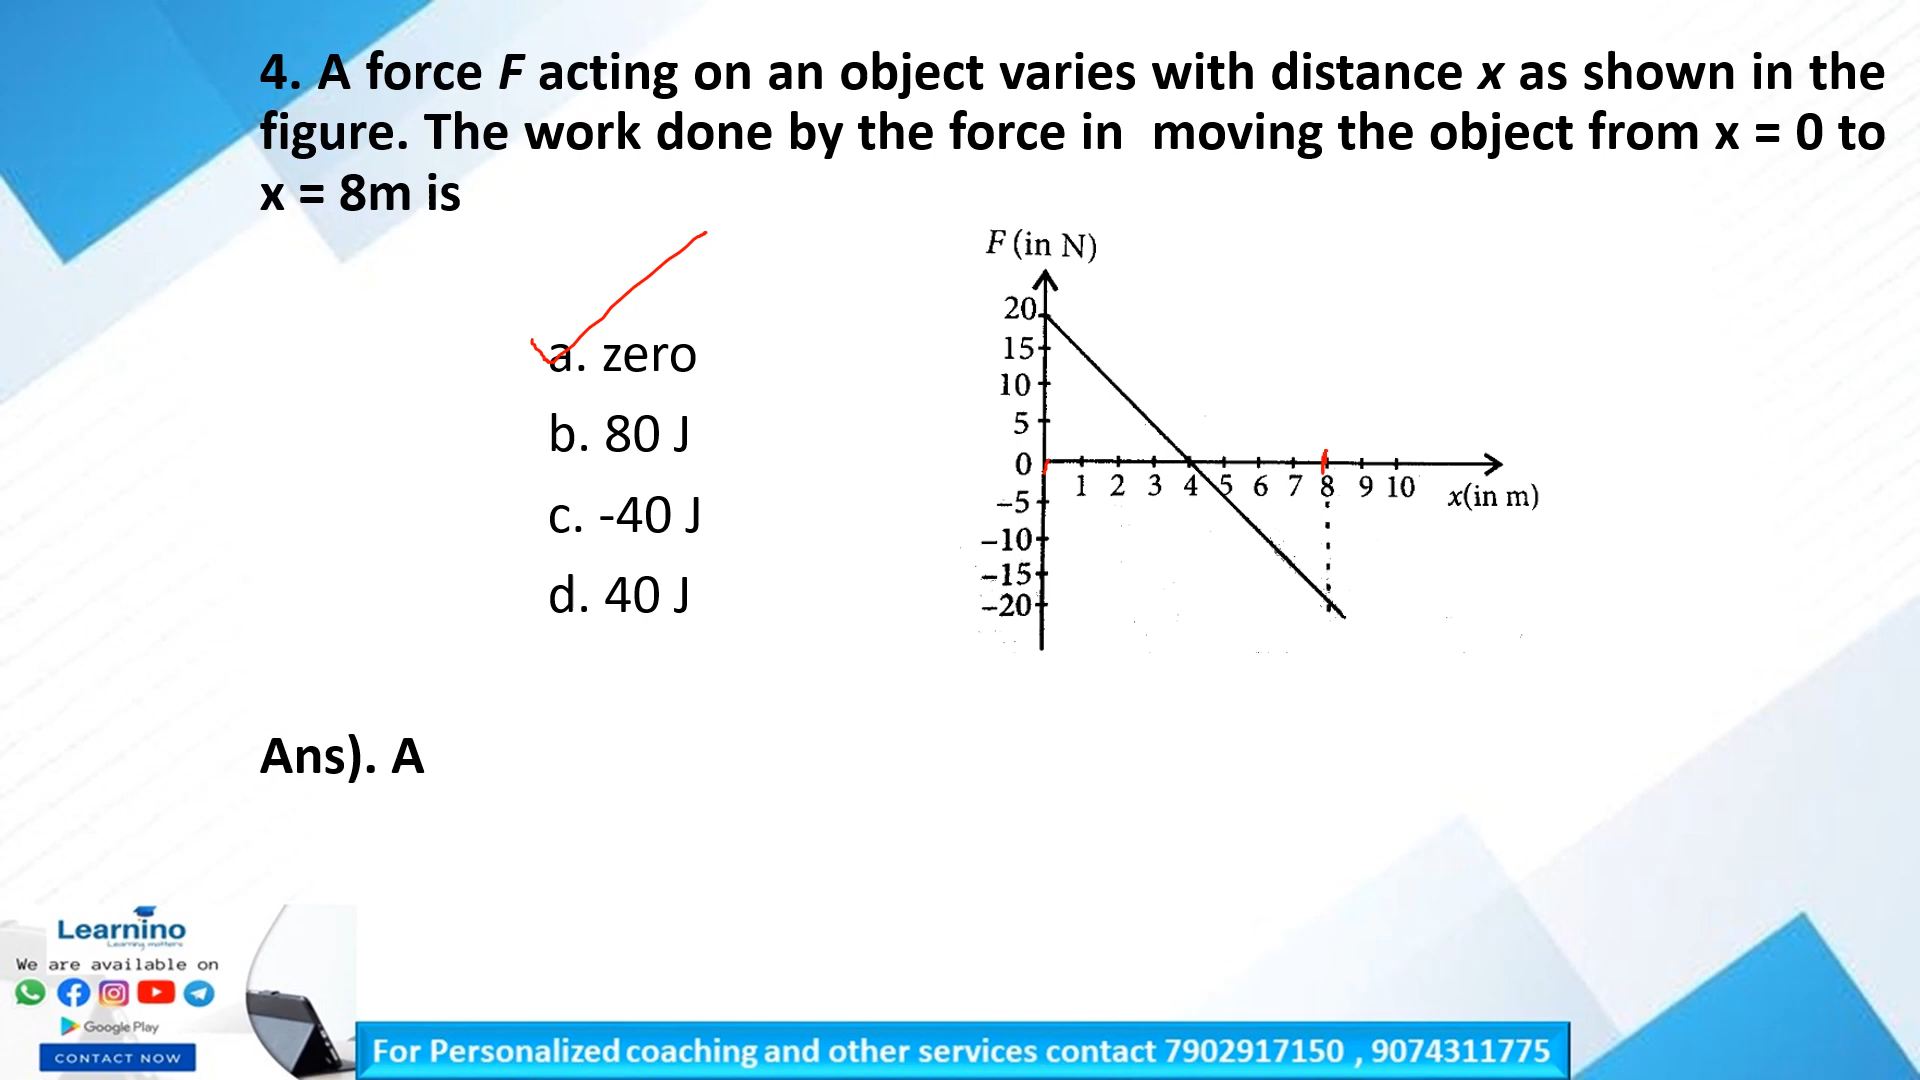 4. A force F acting on an object varies with distance x as shown in the
figure. The work done by the force in moving the object from x = 0 to
x = 8m is
a. zero
b. 80 J
c. -40 J
d. 40 J
F (in N)
20
15
10
5
0
1 2 3 4 5 6 7 8 9 10
x(in m)
–5
–10
–15
–20
Ans). A
Learnino
Learning matters
We are available on
Google Play
CONTACT NOW
For Personalized coaching and other services contact 7902917150 , 9074311775